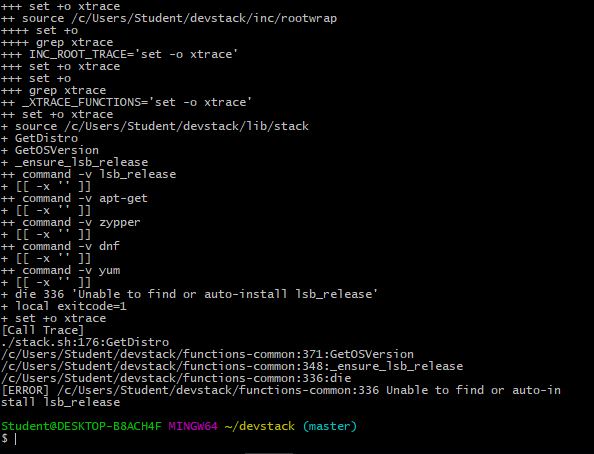 +++ set +o xtrace
++ source /c/Users/Student/devstack/inc/rootwrap
++++ set +o
++++ grep xtrace
+++ INC_ROOT_TRACE='set -o xtrace'
+++ set +o xtrace
+++ set +o
+++ grep xtrace
++ _XTRACE_FUNCTIONS='set -o xtrace'
++ set +o xtrace
+ source /c/Users/Student/devstack/lib/stack
+ GetDistro
+ GetOSVersion
+ _ensure_lsb_release
++ command -v lsb_release
+ [[ -x '' ]]
++ command -v apt-get
+ [[ -x '' ]]
++ command -v zypper
+ [[ -x '' ]]
++ command -v dnf
+ [[ -x '' ]]
++ command -v yum
+ [[ -x '' ]]
+ die 336 'Unable to find or auto-install lsb_release'
+ local exitcode=1
+ set +o xtrace
[Call Trace]
./stack.sh:176:GetDistro
/c/Users/Student/devstack/functions-common:371:GetOSVersion
/c/Users/Student/devstack/functions-common:348:_ensure_lsb_release
/c/Users/Student/devstack/functions-common:336:die
[ERROR] /c/Users/Student/devstack/functions-common:336 Unable to find or auto-in
stall lsb_release
Student@DESKTOP-B8ACH4F MINGW64 ~/devstack (master)
$